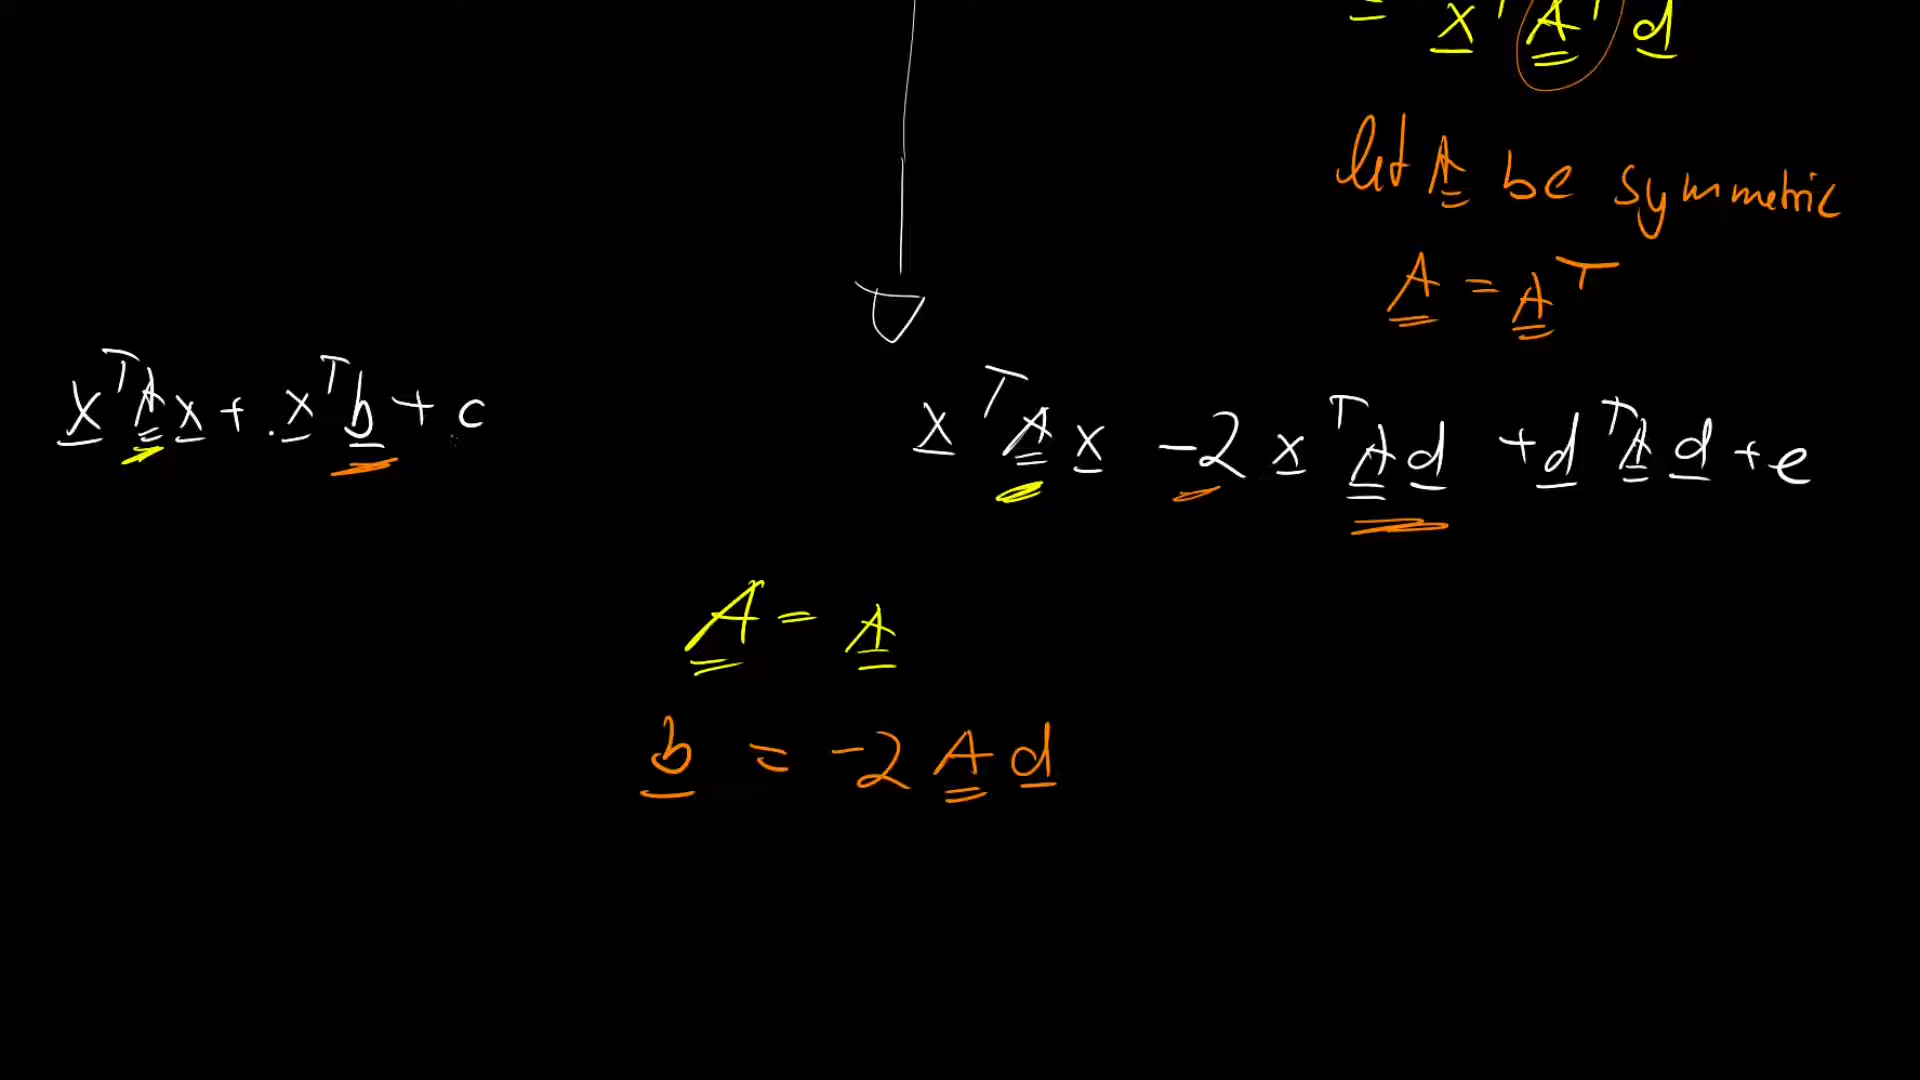 = x^T A^T d
let A be symmetric
A = A^T
x^T A x + x^T b + c
x^T A x - 2 x^T A d + d^T A d + e
A = A
b = -2 A d